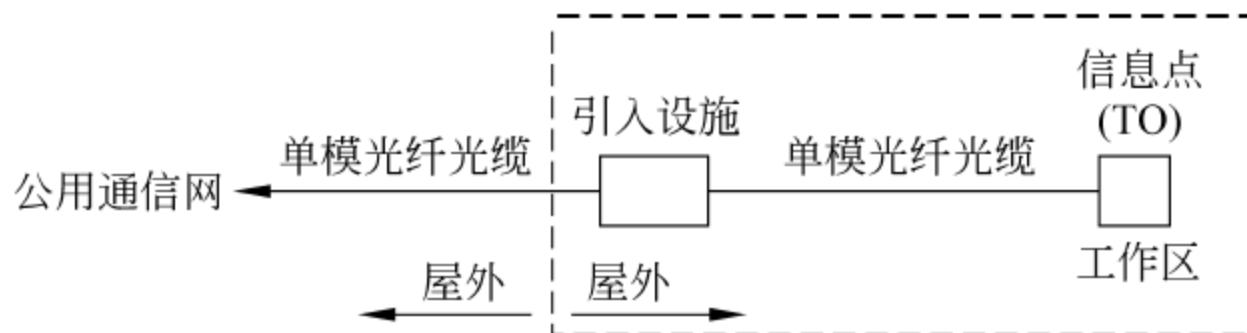 信息点
(TO)
引入设施
单模光纤光缆
单模光纤光缆
公用通信网
工作区
屋外
屋外